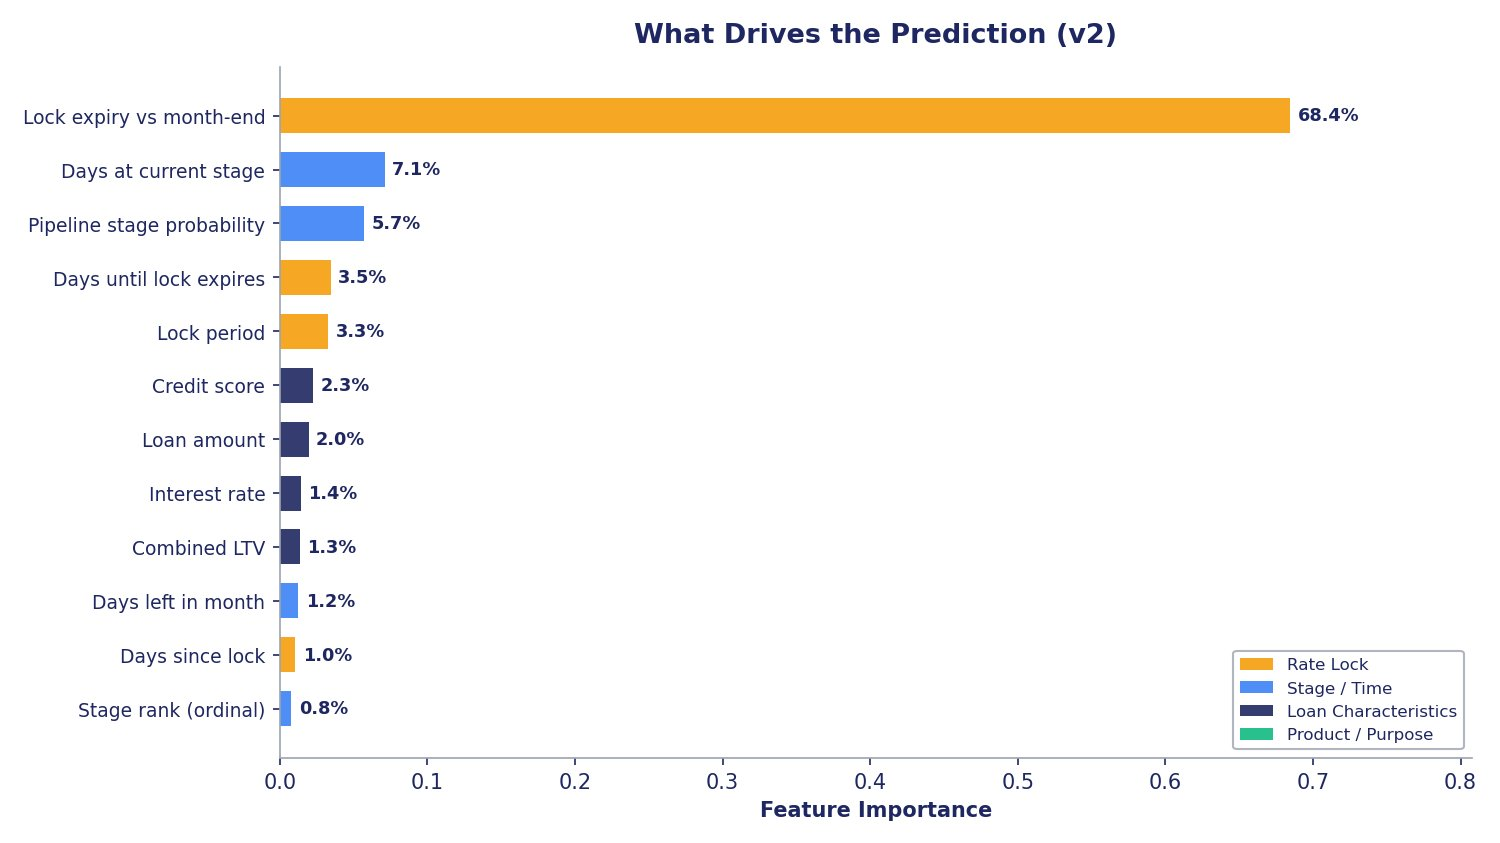 What Drives the Prediction (v2)
Lock expiry vs month-end 68.4%
Days at current stage 7.1%
Pipeline stage probability 5.7%
Days until lock expires 3.5%
Lock period 3.3%
Credit score 2.3%
Loan amount 2.0%
Interest rate 1.4%
Combined LTV 1.3%
Days left in month 1.2%
Days since lock 1.0%
Stage rank (ordinal) 0.8%
Rate Lock
Stage / Time
Loan Characteristics
Product / Purpose
0.0 0.1 0.2 0.3 0.4 0.5 0.6 0.7 0.8
Feature Importance